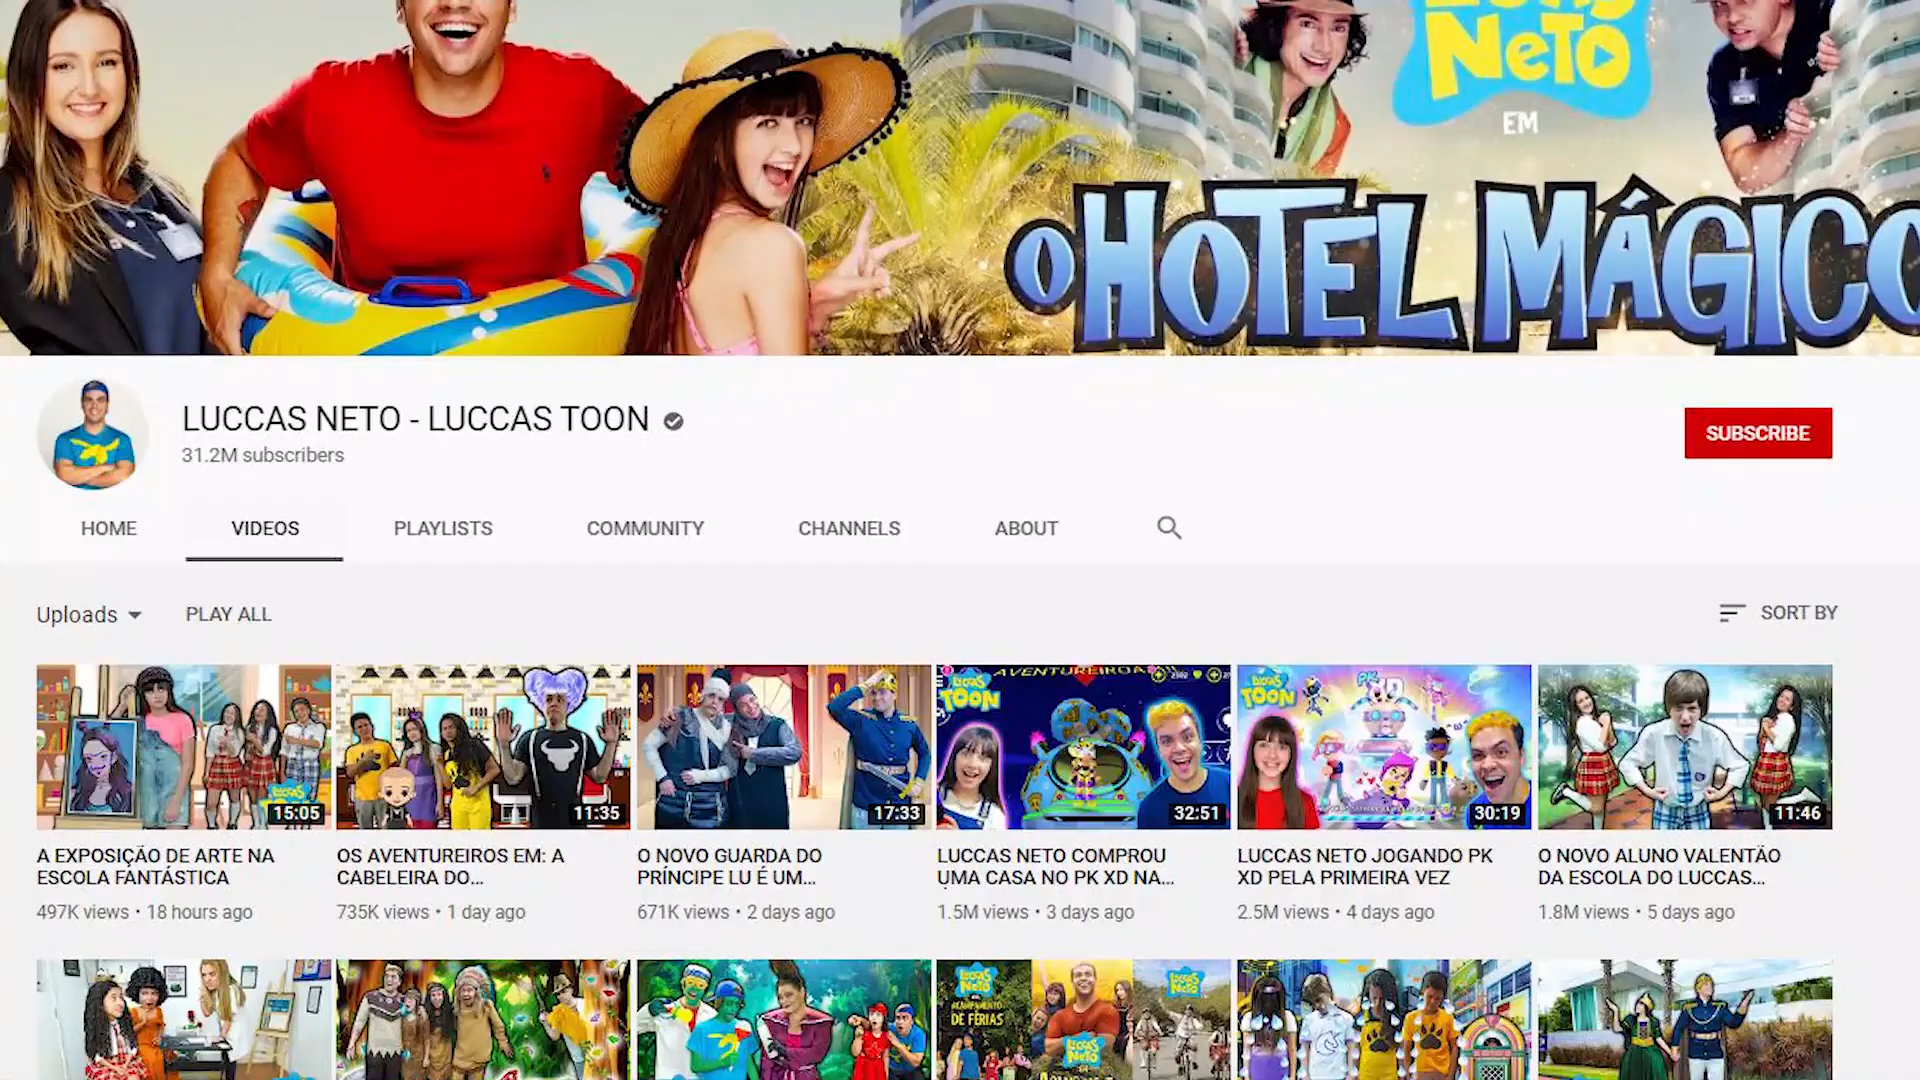 NETO
EM
O HOTEL MÁGICO
LUCCAS NETO - LUCCAS TOON
31.2M subscribers
SUBSCRIBE
HOME
VIDEOS
PLAYLISTS
COMMUNITY
CHANNELS
ABOUT
Uploads
PLAY ALL
SORT BY
LUCCAS
15:05
11:35
17:33
AVENTUREIROA
LUCCAS
TOON
32:51
LUCCAS
TOON
PK
XD
30:19
11:46
A EXPOSIÇÃO DE ARTE NA
ESCOLA FANTÁSTICA
497K views • 18 hours ago
OS AVENTUREIROS EM: A
CABELEIRA DO...
735K views • 1 day ago
O NOVO GUARDA DO
PRÍNCIPE LU É UM...
671K views • 2 days ago
LUCCAS NETO COMPROU
UMA CASA NO PK XD NA...
1.5M views • 3 days ago
LUCCAS NETO JOGANDO PK
XD PELA PRIMEIRA VEZ
2.5M views • 4 days ago
O NOVO ALUNO VALENTÃO
DA ESCOLA DO LUCCAS...
1.8M views • 5 days ago
LUCCAS
NETO
ACAMPAMENTO
DE FÉRIAS
LUCCAS
NETO
EM
LUCCAS
NETO